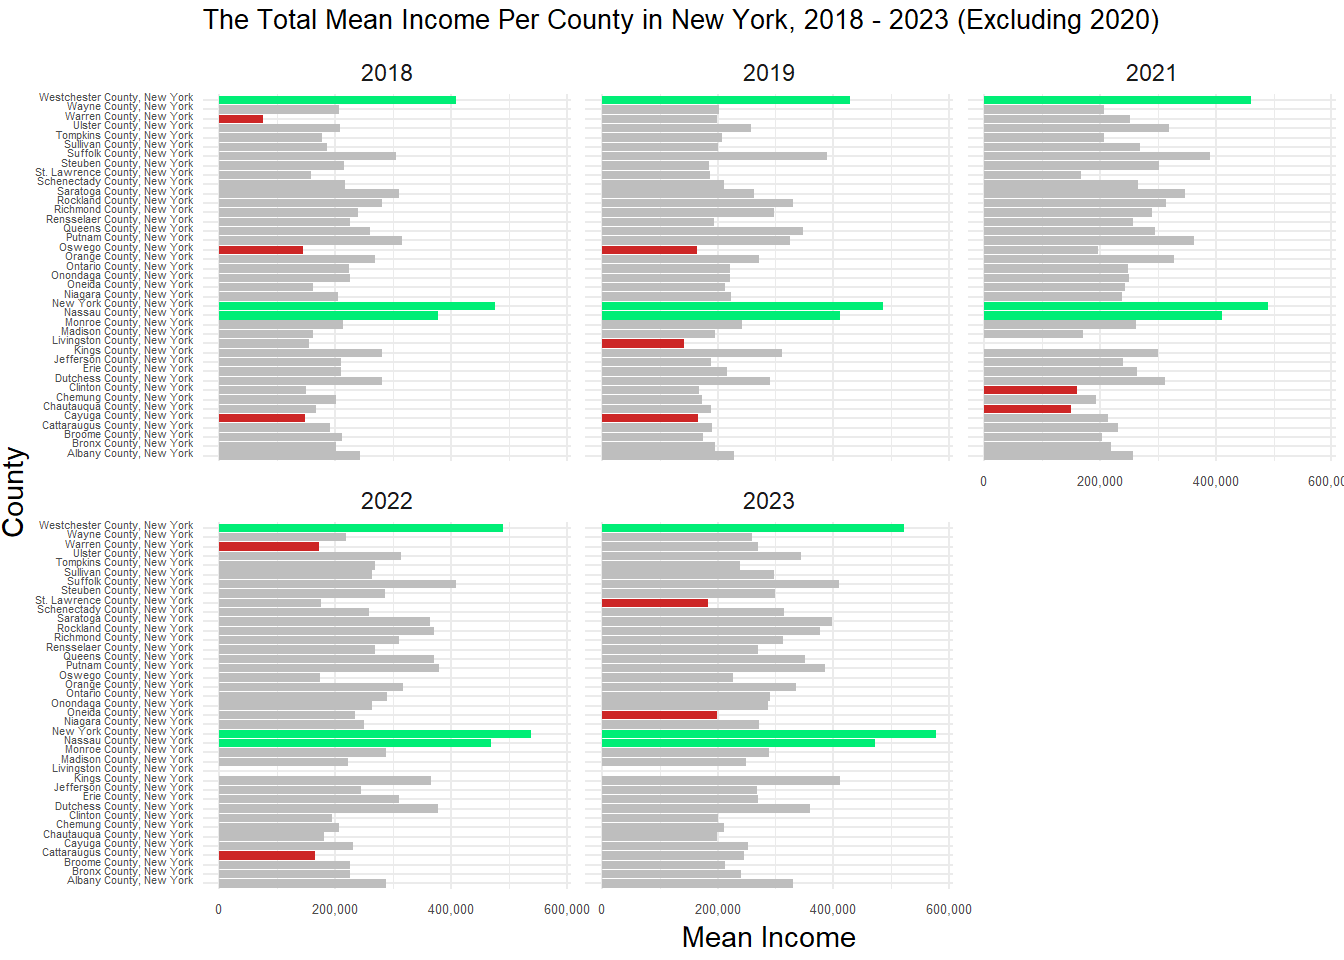 The Total Mean Income Per County in New York, 2018 - 2023 (Excluding 2020)
2018
2019
2021
Westchester County, New York
Wayne County, New York
Warren County, New York
Ulster County, New York
Tompkins County, New York
Sullivan County, New York
Suffolk County, New York
Steuben County, New York
St. Lawrence County, New York
Schenectady County, New York
Saratoga County, New York
Rockland County, New York
Richmond County, New York
Rensselaer County, New York
Queens County, New York
Putnam County, New York
Oswego County, New York
Orange County, New York
Ontario County, New York
Onondaga County, New York
Oneida County, New York
Niagara County, New York
New York County, New York
Nassau County, New York
Monroe County, New York
Madison County, New York
Livingston County, New York
Kings County, New York
Jefferson County, New York
Erie County, New York
Dutchess County, New York
Clinton County, New York
Chemung County, New York
Chautauqua County, New York
Cayuga County, New York
Cattaraugus County, New York
Broome County, New York
Bronx County, New York
Albany County, New York
0 200,000 400,000 600,000
County
2022
2023
Westchester County, New York
Wayne County, New York
Warren County, New York
Ulster County, New York
Tompkins County, New York
Sullivan County, New York
Suffolk County, New York
Steuben County, New York
St. Lawrence County, New York
Schenectady County, New York
Saratoga County, New York
Rockland County, New York
Richmond County, New York
Rensselaer County, New York
Queens County, New York
Putnam County, New York
Oswego County, New York
Orange County, New York
Ontario County, New York
Onondaga County, New York
Oneida County, New York
Niagara County, New York
New York County, New York
Nassau County, New York
Monroe County, New York
Madison County, New York
Livingston County, New York
Kings County, New York
Jefferson County, New York
Erie County, New York
Dutchess County, New York
Clinton County, New York
Chemung County, New York
Chautauqua County, New York
Cayuga County, New York
Cattaraugus County, New York
Broome County, New York
Bronx County, New York
Albany County, New York
0 200,000 400,000 600,000
0 200,000 400,000 600,000
Mean Income